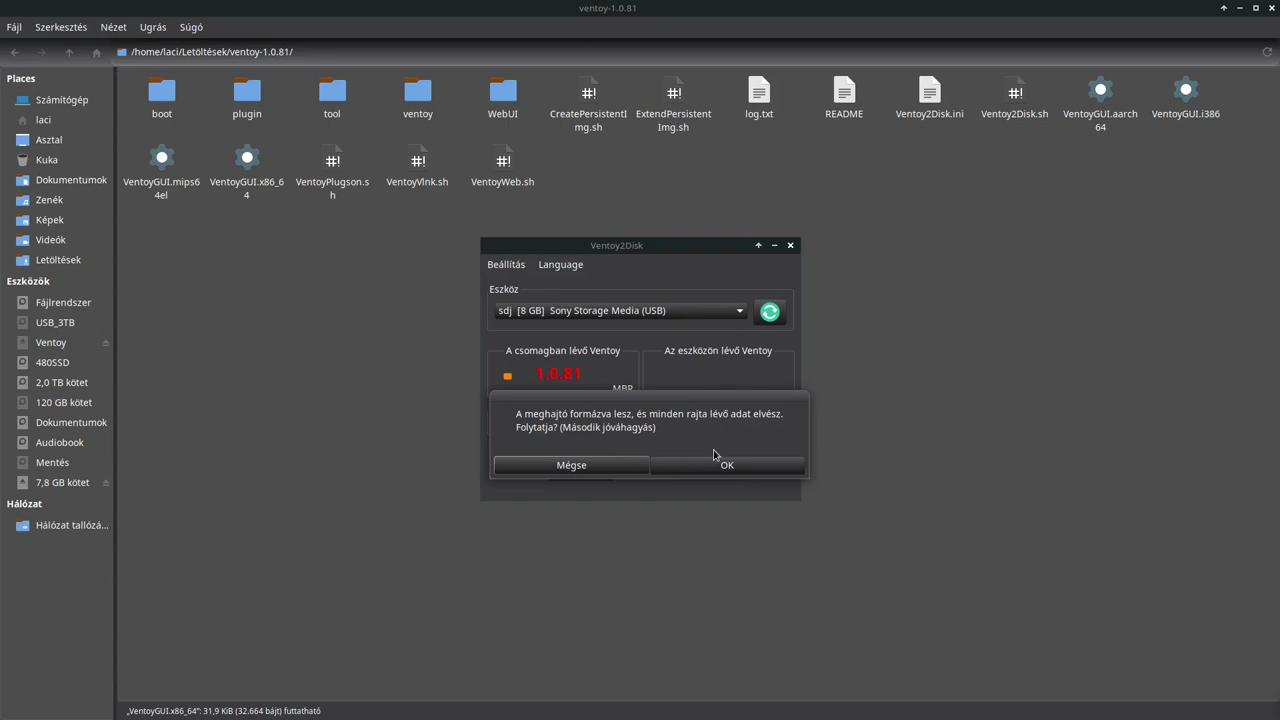 ventoy-1.0.81
Fájl Szerkesztés Nézet Ugrás Súgó
/home/laci/Letöltések/ventoy-1.0.81/
Places
Számítógép
laci
Asztal
Kuka
Dokumentumok
Zenék
Képek
Videók
Letöltések
Eszközök
Fájlrendszer
USB_3TB
Ventoy
480SSD
2,0 TB kötet
120 GB kötet
Dokumentumok
Audiobook
Mentés
7,8 GB kötet
Hálózat
Hálózat tallózá...
boot
plugin
tool
ventoy
WebUI
CreatePersistentI
mg.sh
ExtendPersistent
Img.sh
log.txt
README
Ventoy2Disk.ini
Ventoy2Disk.sh
VentoyGUI.aarch
64
VentoyGUI.i386
VentoyGUI.mips6
4el
VentoyGUI.x86_6
4
VentoyPlugson.s
h
VentoyVlnk.sh
VentoyWeb.sh
Ventoy2Disk
Beállítás Language
Eszköz
sdj [8 GB] Sony Storage Media (USB)
A csomagban lévő Ventoy
Az eszközön lévő Ventoy
1.0.81
MBR
A meghajtó formázva lesz, és minden rajta lévő adat elvész.
Folytatja? (Második jóváhagyás)
Mégse
OK
„VentoyGUI.x86_64”: 31,9 KiB (32.664 bájt) futtatható